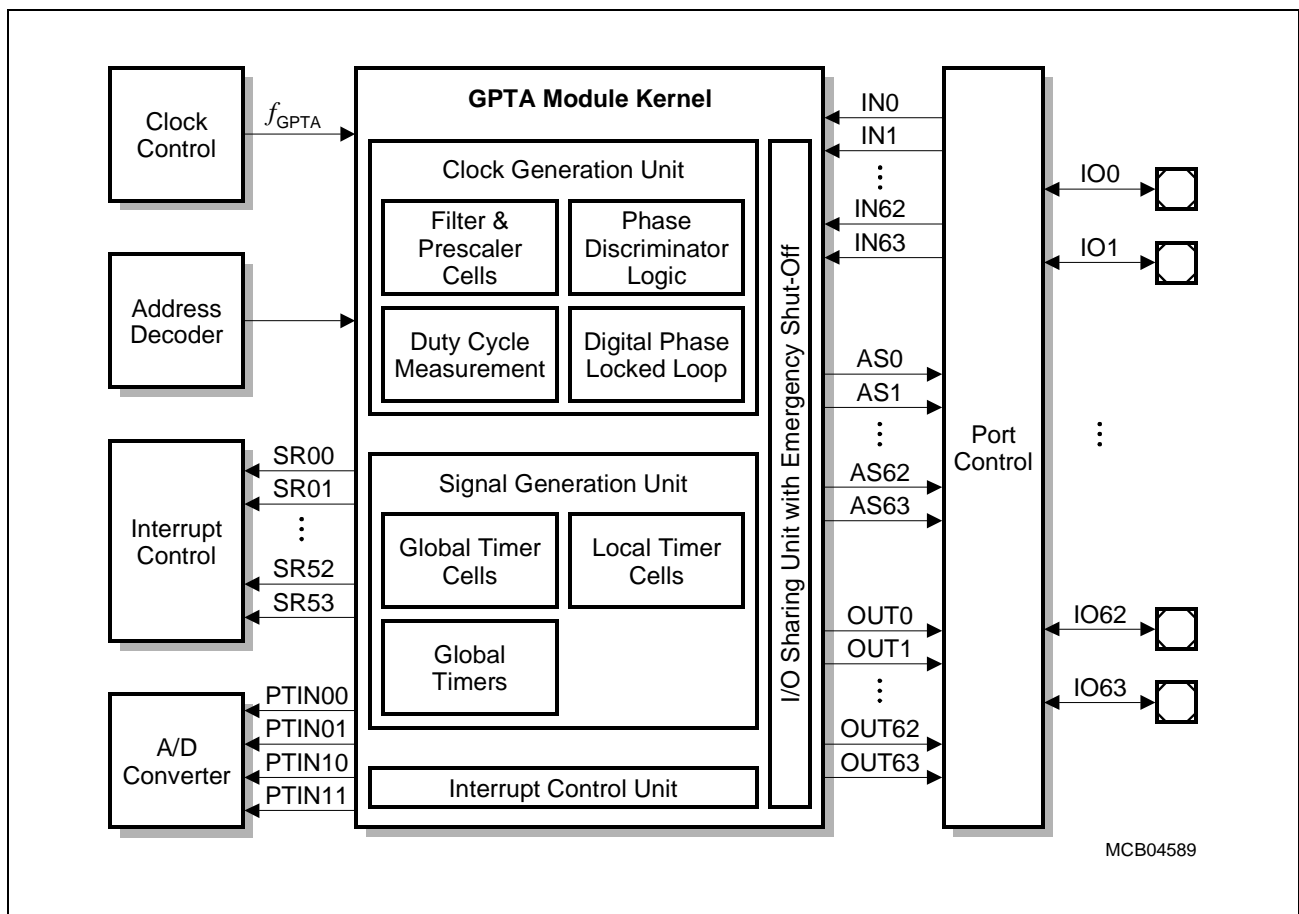 Clock
Control
fGPTA
Address
Decoder
Interrupt
Control
SR00
SR01
SR52
SR53
A/D
Converter
PTIN00
PTIN01
PTIN10
PTIN11
GPTA Module Kernel
Clock Generation Unit
Filter &
Prescaler
Cells
Phase
Discriminator
Logic
Duty Cycle
Measurement
Digital Phase
Locked Loop
Signal Generation Unit
Global Timer
Cells
Local Timer
Cells
Global
Timers
Interrupt Control Unit
I/O Sharing Unit with Emergency Shut-Off
IN0
IN1
IN62
IN63
AS0
AS1
AS62
AS63
OUT0
OUT1
OUT62
OUT63
Port
Control
IO0
IO1
IO62
IO63
MCB04589